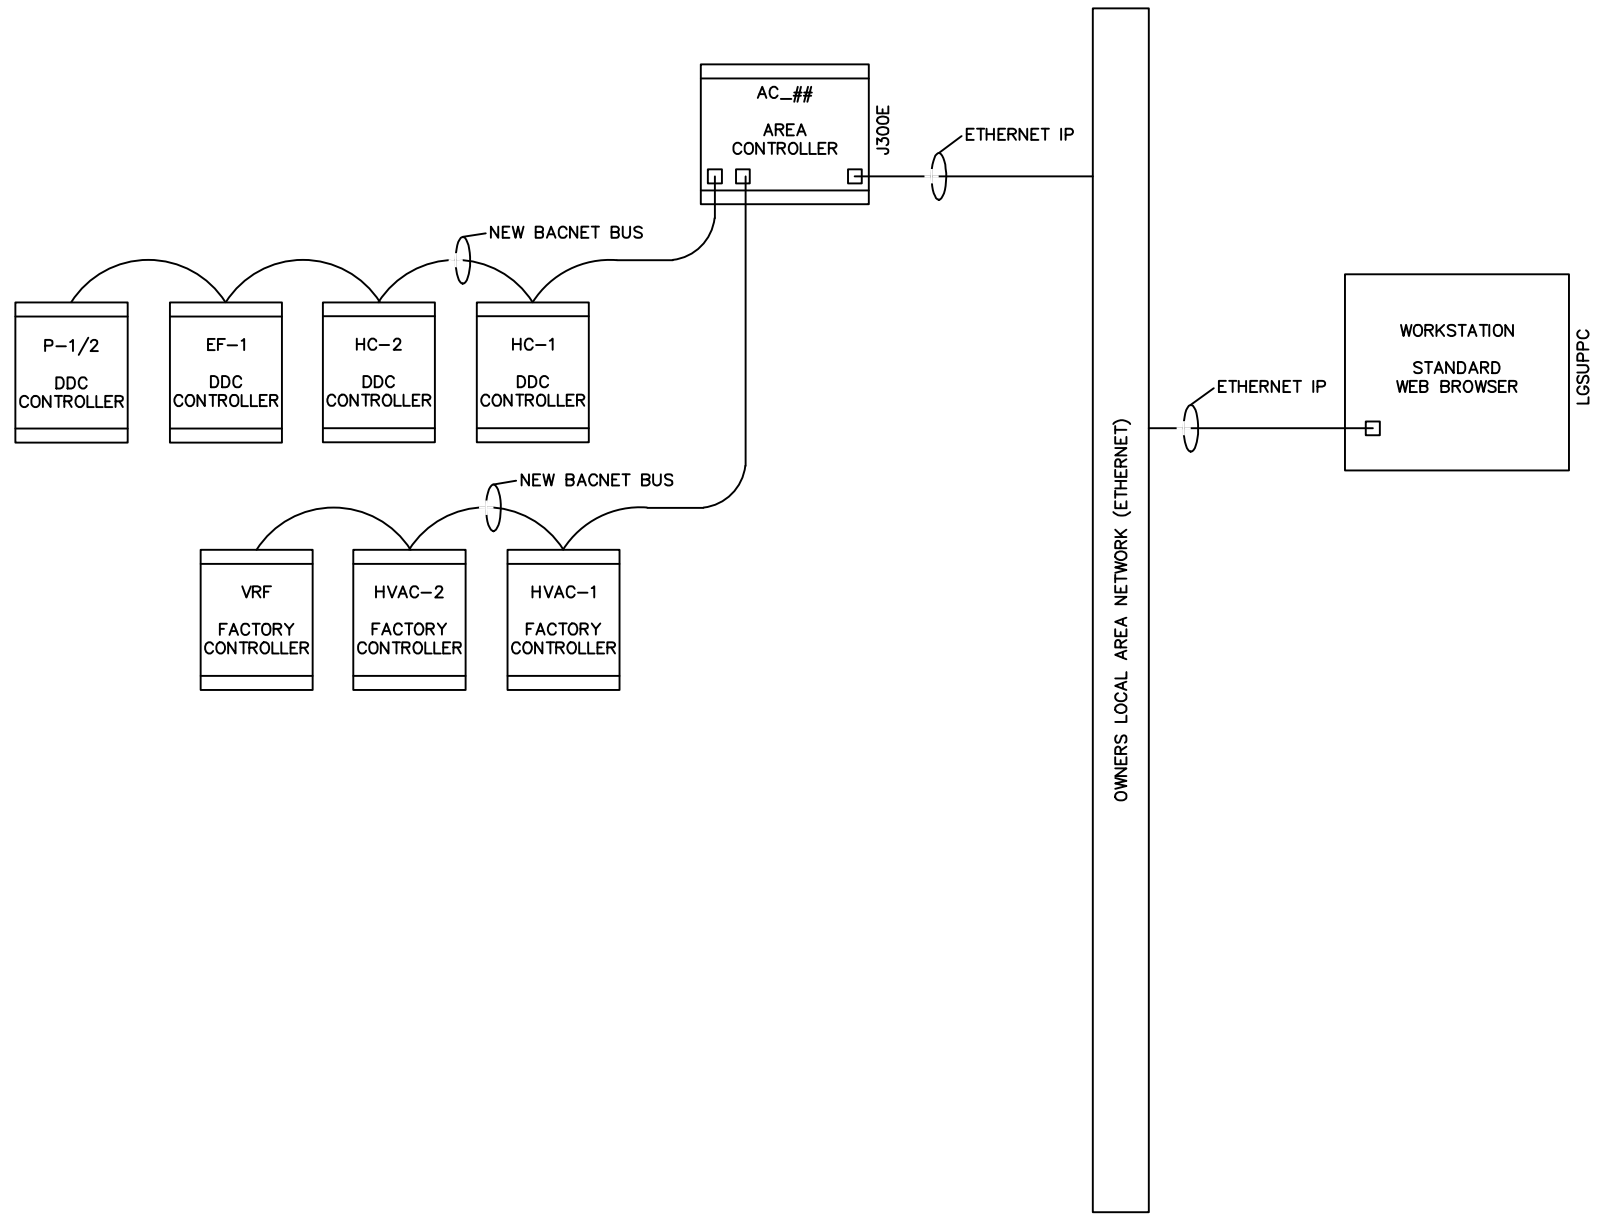 AC_##
AREA
CONTROLLER
J300E
ETHERNET IP
NEW BACNET BUS
P-1/2
DDC
CONTROLLER
EF-1
DDC
CONTROLLER
HC-2
DDC
CONTROLLER
HC-1
DDC
CONTROLLER
WORKSTATION
STANDARD
WEB BROWSER
LGSUPPC
ETHERNET IP
NEW BACNET BUS
VRF
FACTORY
CONTROLLER
HVAC-2
FACTORY
CONTROLLER
HVAC-1
FACTORY
CONTROLLER
OWNERS LOCAL AREA NETWORK (ETHERNET)